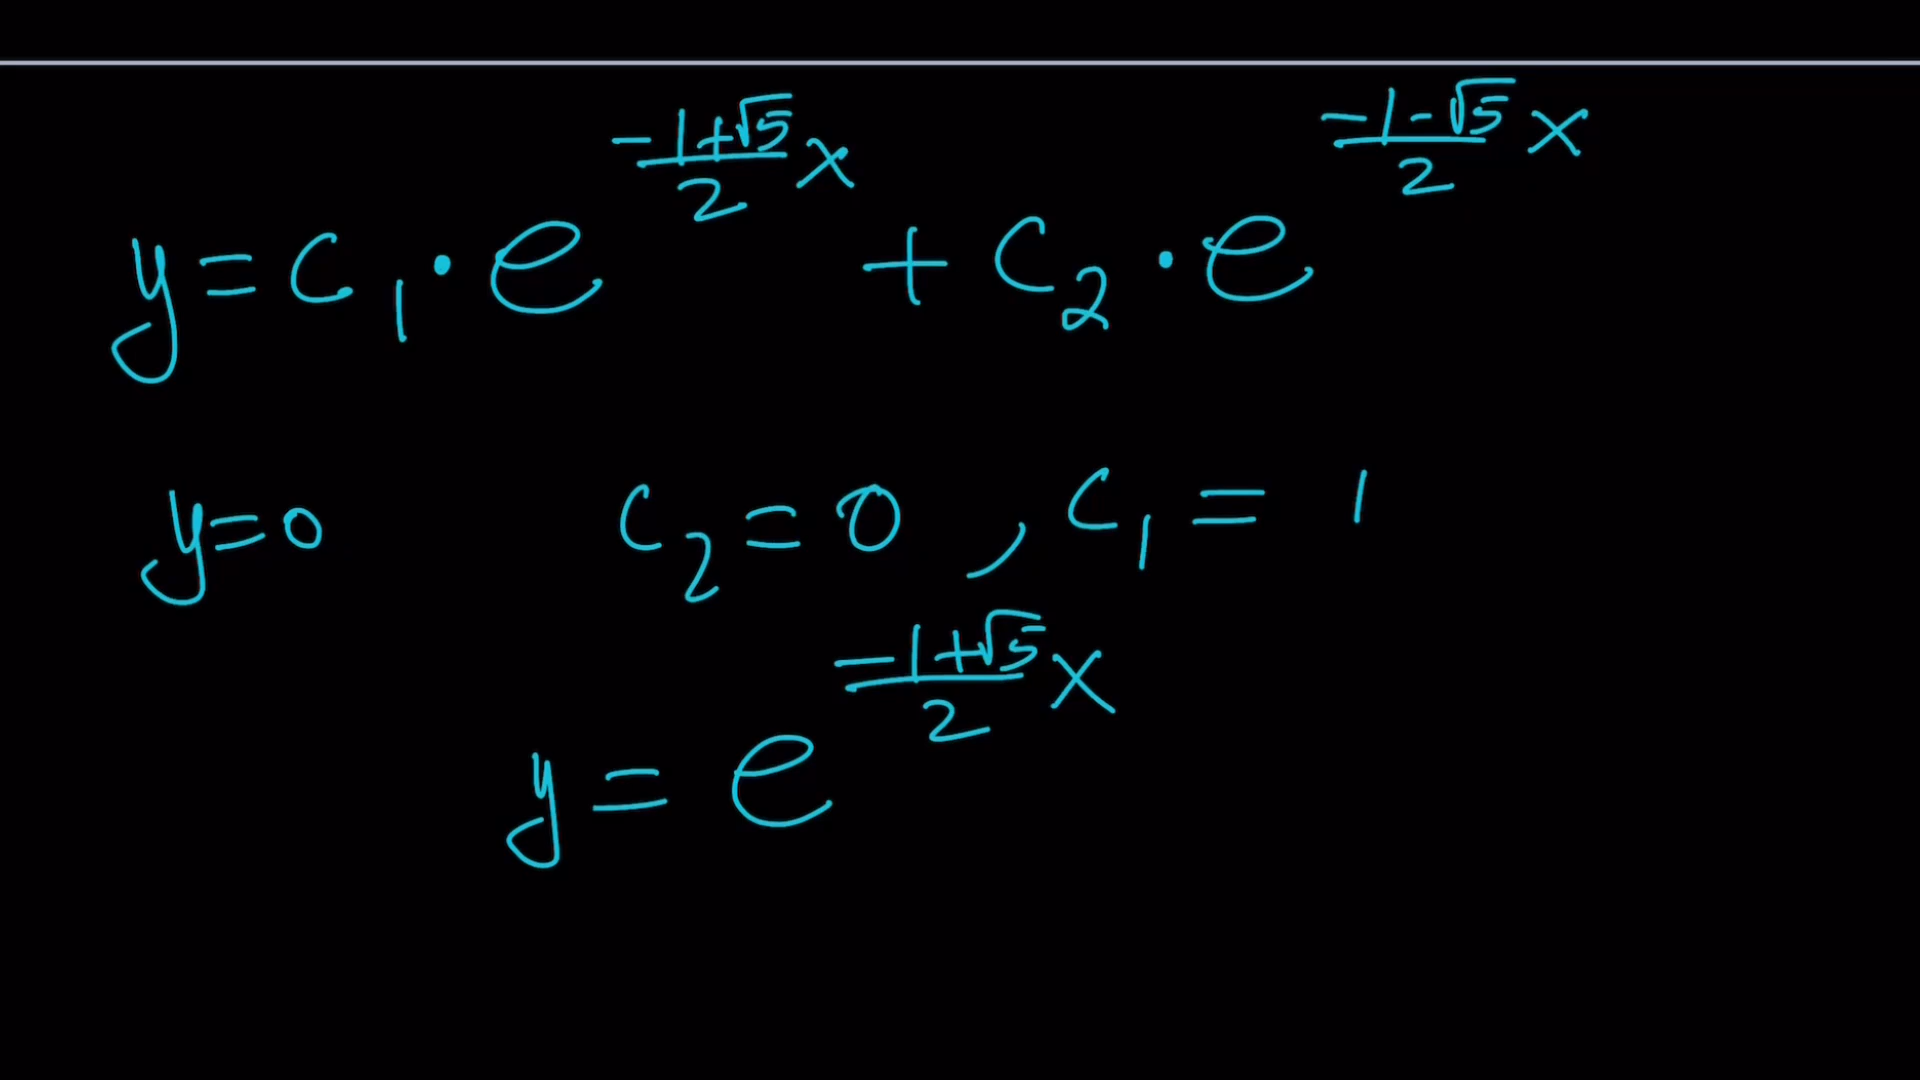 y = c₁ · e^((-1+√5)/2 x) + c₂ · e^((-1-√5)/2 x)
y=0 c₂ = 0 , c₁ = 1
y = e^((-1+√5)/2 x)